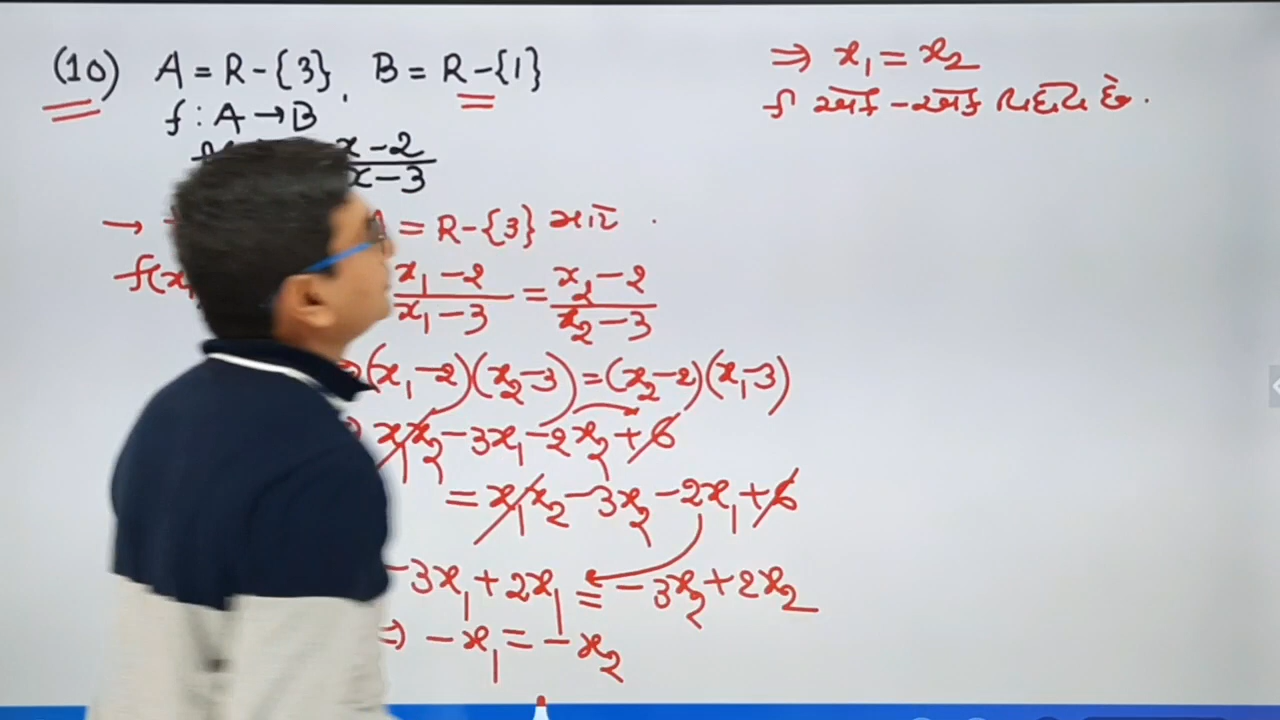 (10) A = R - {3}, B = R - {1}
f : A → B
x - 2
x - 3
→ = R - {3} માટે .
f(x₁ (x₁ - 2)/(x₁ - 3) = (x₂ - 2)/(x₂ - 3)
(x₁ - 2)(x₂ - 3) = (x₂ - 2)(x₁ - 3)
x₁x₂ - 3x₁ - 2x₂ + 6
= x₁x₂ - 3x₂ - 2x₁ + 6
-3x₁ + 2x₁ = -3x₂ + 2x₂
⇒ -x₁ = -x₂
⇒ x₁ = x₂
f એક - એક વિધેય છે .